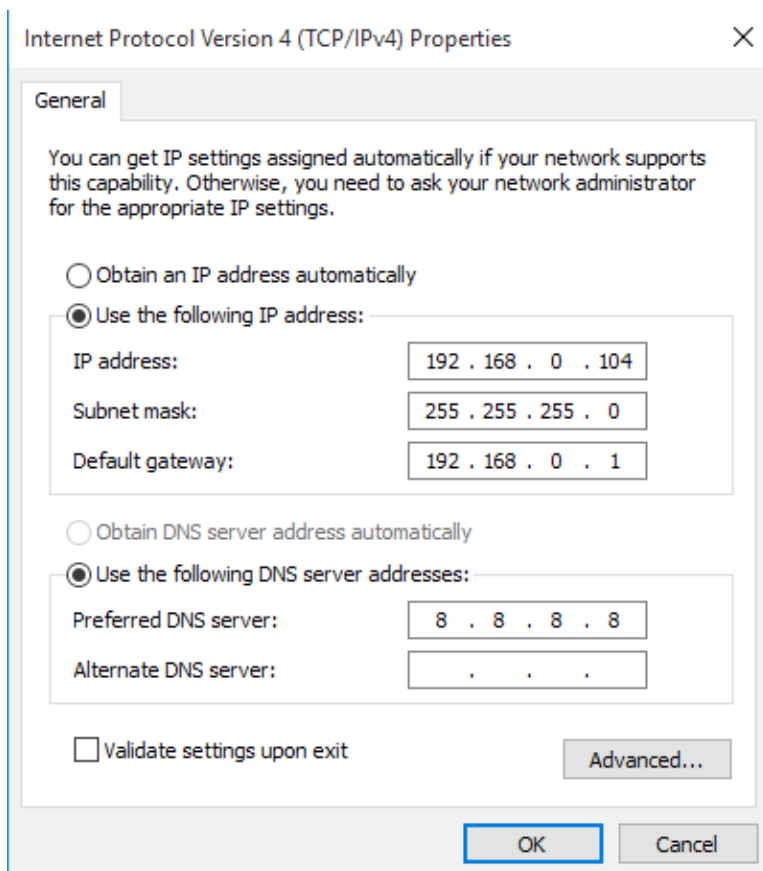 Internet Protocol Version 4 (TCP/IPv4) Properties
General
You can get IP settings assigned automatically if your network supports
this capability. Otherwise, you need to ask your network administrator
for the appropriate IP settings.
Obtain an IP address automatically
Use the following IP address:
IP address: 192 . 168 . 0 . 104
Subnet mask: 255 . 255 . 255 . 0
Default gateway: 192 . 168 . 0 . 1
Obtain DNS server address automatically
Use the following DNS server addresses:
Preferred DNS server: 8 . 8 . 8 . 8
Alternate DNS server: . . .
Validate settings upon exit
Advanced...
OK Cancel